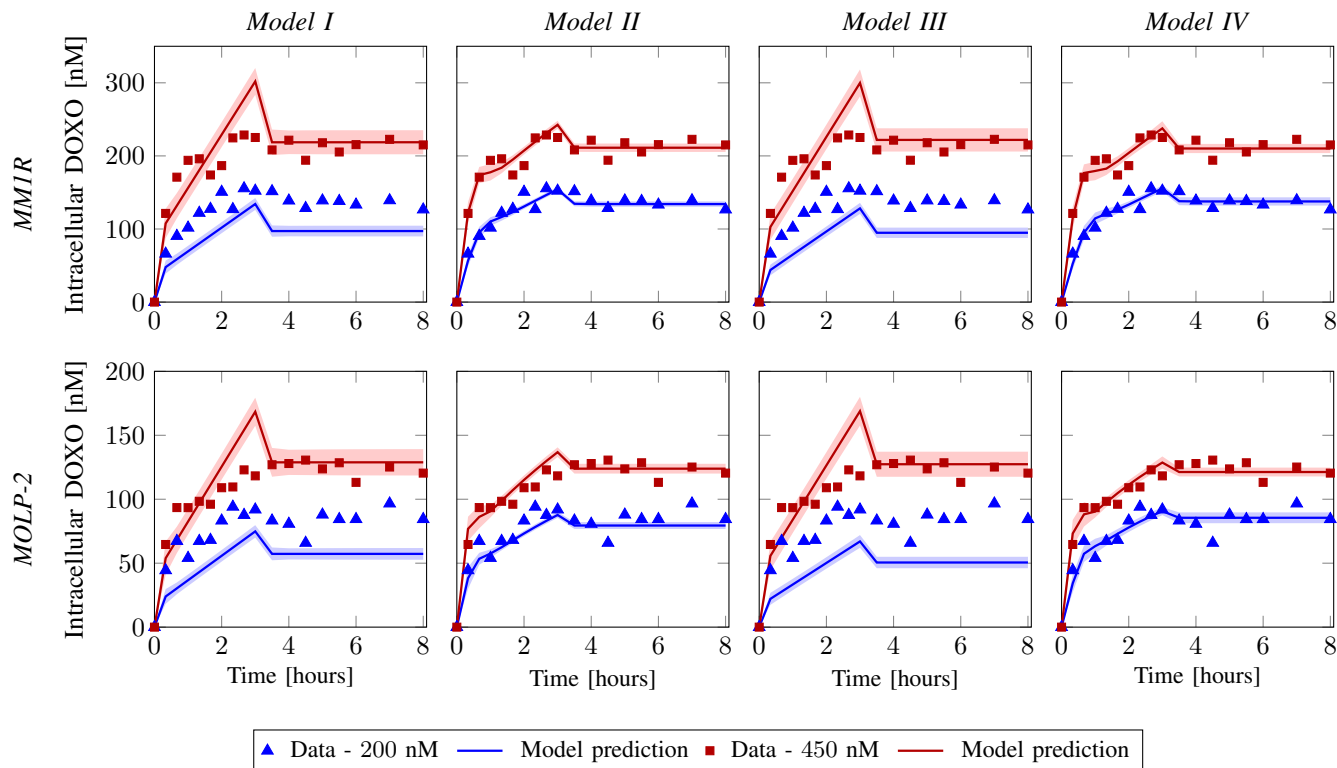 Model I Model II Model III Model IV
MM1R
Intracellular DOXO [nM]
300
200
100
0
0 2 4 6 8 0 2 4 6 8 0 2 4 6 8 0 2 4 6 8
MOLP-2
Intracellular DOXO [nM]
200
150
100
50
0
0 2 4 6 8 0 2 4 6 8 0 2 4 6 8 0 2 4 6 8
Time [hours] Time [hours] Time [hours] Time [hours]
Data - 200 nM Model prediction Data - 450 nM Model prediction